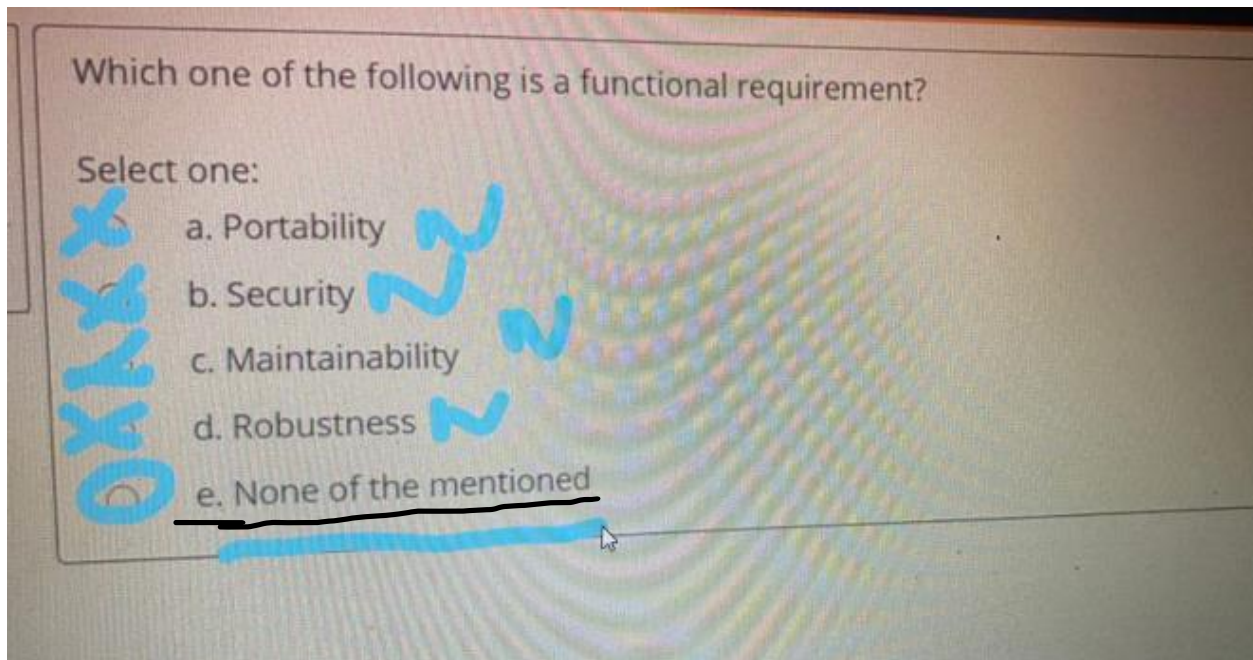 Which one of the following is a functional requirement?
Select one:
a. Portability
b. Security
c. Maintainability
d. Robustness
e. None of the mentioned